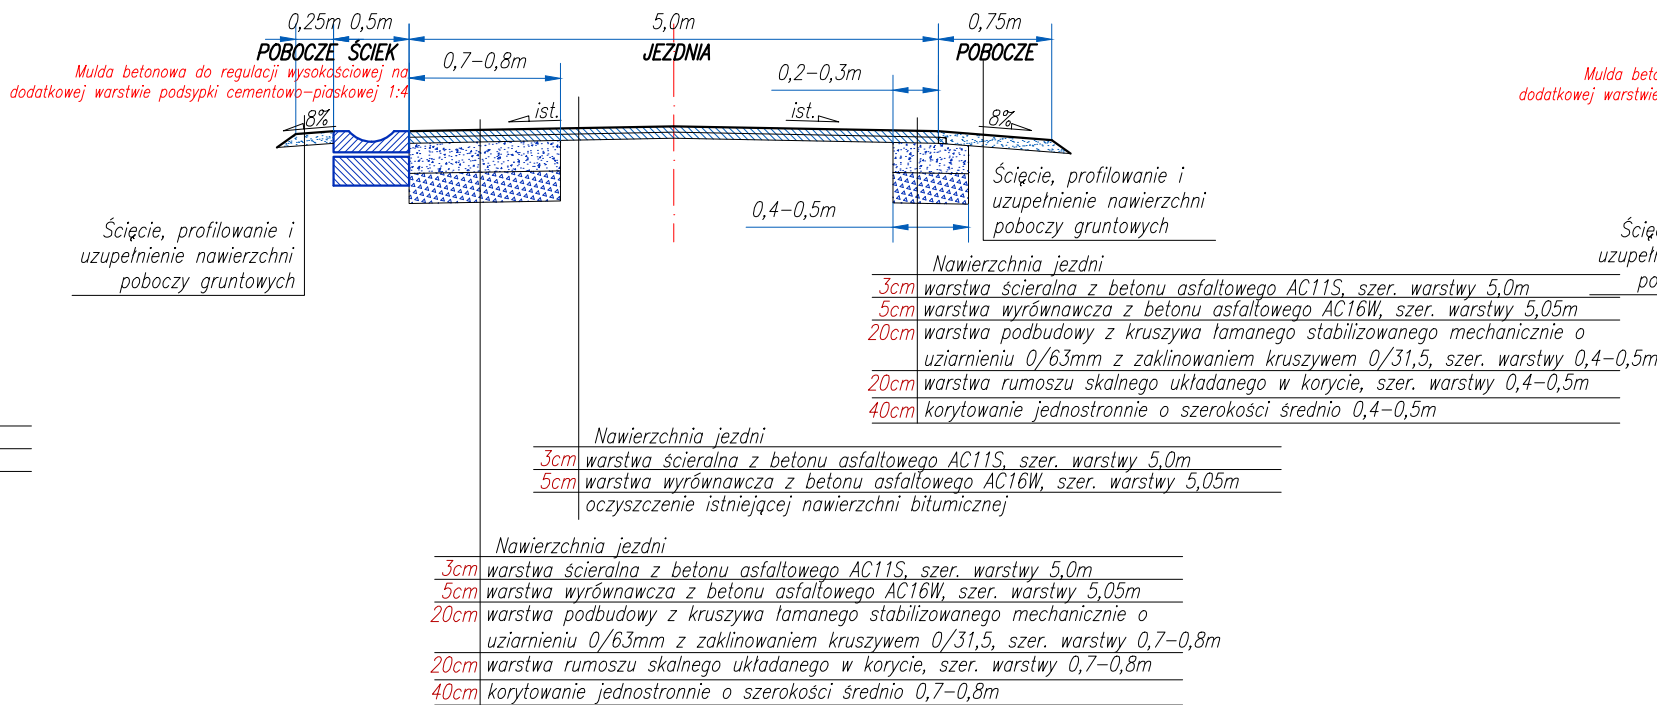 0,25m 0,5m 5,0m 0,75m
POBOCZE ŚCIEK JEZDNIA POBOCZE
Mulda betonowa do regulacji wysokościowej na
dodatkowej warstwie podsypki cementowo-piaskowej 1:4
0,7-0,8m
0,2-0,3m
Mulda
dodatkowej warstwie
8% ist. ist. 8%
Ścięcie, profilowanie i
uzupełnienie nawierzchni
poboczy gruntowych
0,4-0,5m
Ścięcie, profilowanie i
uzupełnienie nawierzchni
poboczy gruntowych
Nawierzchnia jezdni
3cm warstwa ścieralna z betonu asfaltowego AC11S, szer. warstwy 5,0m
5cm warstwa wyrównawcza z betonu asfaltowego AC16W, szer. warstwy 5,05m
20cm warstwa podbudowy z kruszywa łamanego stabilizowanego mechanicznie o
uziarnieniu 0/63mm z zaklinowaniem kruszywem 0/31,5, szer. warstwy 0,4-0,5m
20cm warstwa rumoszu skalnego układanego w korycie, szer. warstwy 0,4-0,5m
40cm korytowanie jednostronnie o szerokości średnio 0,4-0,5m
Nawierzchnia jezdni
3cm warstwa ścieralna z betonu asfaltowego AC11S, szer. warstwy 5,0m
5cm warstwa wyrównawcza z betonu asfaltowego AC16W, szer. warstwy 5,05m
oczyszczenie istniejącej nawierzchni bitumicznej
Nawierzchnia jezdni
3cm warstwa ścieralna z betonu asfaltowego AC11S, szer. warstwy 5,0m
5cm warstwa wyrównawcza z betonu asfaltowego AC16W, szer. warstwy 5,05m
20cm warstwa podbudowy z kruszywa łamanego stabilizowanego mechanicznie o
uziarnieniu 0/63mm z zaklinowaniem kruszywem 0/31,5, szer. warstwy 0,7-0,8m
20cm warstwa rumoszu skalnego układanego w korycie, szer. warstwy 0,7-0,8m
40cm korytowanie jednostronnie o szerokości średnio 0,7-0,8m